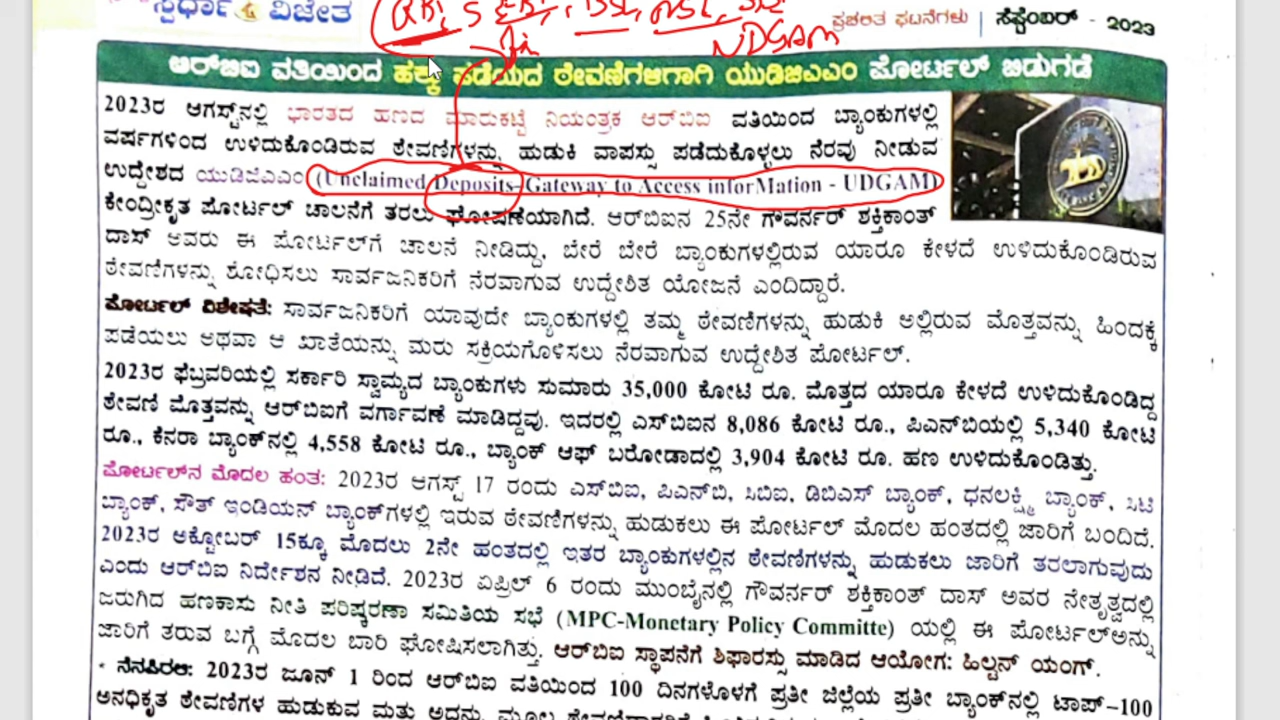 ಸ್ಪರ್ಧಾ ವಿಜೇತ
ಪ್ರಚಲಿತ ಘಟನೆಗಳು | ಸೆಪ್ಟೆಂಬರ್ - 2023
RBI, SEBI, BSE, NSE,
UDGAM
ಆರ್‌ಬಿಐ ವತಿಯಿಂದ ಹಕ್ಕು ಪಡೆಯದ ಠೇವಣಿಗಳಿಗಾಗಿ ಯುಡಿಜಿಎಎಂ ಪೋರ್ಟಲ್ ಬಿಡುಗಡೆ
2023ರ ಆಗಸ್ಟ್‌ನಲ್ಲಿ ಭಾರತದ ಹಣದ ಮಾರುಕಟ್ಟೆ ನಿಯಂತ್ರಕ ಆರ್‌ಬಿಐ ವತಿಯಿಂದ ಬ್ಯಾಂಕುಗಳಲ್ಲಿ
ವರ್ಷಗಳಿಂದ ಉಳಿದುಕೊಂಡಿರುವ ಠೇವಣಿಗಳನ್ನು ಹುಡುಕಿ ವಾಪಸ್ಸು ಪಡೆದುಕೊಳ್ಳಲು ನೆರವು ನೀಡುವ
ಉದ್ದೇಶದ ಯುಡಿಜಿಎಎಂ (Unclaimed Deposits-Gateway to Access inforMation - UDGAM)
ಕೇಂದ್ರೀಕೃತ ಪೋರ್ಟಲ್ ಚಾಲನೆಗೆ ತರಲು ಘೋಷಣೆಯಾಗಿದೆ. ಆರ್‌ಬಿಐನ 25ನೇ ಗೌವರ್ನರ್ ಶಕ್ತಿಕಾಂತ್
ದಾಸ್ ಅವರು ಈ ಪೋರ್ಟಲ್‌ಗೆ ಚಾಲನೆ ನೀಡಿದ್ದು, ಬೇರೆ ಬೇರೆ ಬ್ಯಾಂಕುಗಳಲ್ಲಿರುವ ಯಾರೂ ಕೇಳದೆ ಉಳಿದುಕೊಂಡಿರುವ
ಠೇವಣಿಗಳನ್ನು ಶೋಧಿಸಲು ಸಾರ್ವಜನಿಕರಿಗೆ ನೆರವಾಗುವ ಉದ್ದೇಶಿತ ಯೋಜನೆ ಎಂದಿದ್ದಾರೆ.
ಪೋರ್ಟಲ್ ವಿಶೇಷತೆ: ಸಾರ್ವಜನಿಕರಿಗೆ ಯಾವುದೇ ಬ್ಯಾಂಕುಗಳಲ್ಲಿ ತಮ್ಮ ಠೇವಣಿಗಳನ್ನು ಹುಡುಕಿ ಅಲ್ಲಿರುವ ಮೊತ್ತವನ್ನು ಹಿಂದಕ್ಕೆ
ಪಡೆಯಲು ಅಥವಾ ಆ ಖಾತೆಯನ್ನು ಮರು ಸಕ್ರಿಯಗೊಳಿಸಲು ನೆರವಾಗುವ ಉದ್ದೇಶಿತ ಪೋರ್ಟಲ್.
2023ರ ಫೆಬ್ರವರಿಯಲ್ಲಿ ಸರ್ಕಾರಿ ಸ್ವಾಮ್ಯದ ಬ್ಯಾಂಕುಗಳು ಸುಮಾರು 35,000 ಕೋಟಿ ರೂ. ಮೊತ್ತದ ಯಾರೂ ಕೇಳದೆ ಉಳಿದುಕೊಂಡಿದ್ದ
ಠೇವಣಿ ಮೊತ್ತವನ್ನು ಆರ್‌ಬಿಐಗೆ ವರ್ಗಾವಣೆ ಮಾಡಿದ್ದವು. ಇದರಲ್ಲಿ ಎಸ್‌ಬಿಐನ 8,086 ಕೋಟಿ ರೂ., ಪಿಎನ್‌ಬಿಯಲ್ಲಿ 5,340 ಕೋಟಿ
ರೂ., ಕೆನರಾ ಬ್ಯಾಂಕ್‌ನಲ್ಲಿ 4,558 ಕೋಟಿ ರೂ., ಬ್ಯಾಂಕ್ ಆಫ್ ಬರೋಡಾದಲ್ಲಿ 3,904 ಕೋಟಿ ರೂ. ಹಣ ಉಳಿದುಕೊಂಡಿತ್ತು.
ಪೋರ್ಟಲ್‌ನ ಮೊದಲ ಹಂತ: 2023ರ ಆಗಸ್ಟ್ 17 ರಂದು ಎಸ್‌ಬಿಐ, ಪಿಎನ್‌ಬಿ, ಸಿಬಿಐ, ಡಿಬಿಎಸ್ ಬ್ಯಾಂಕ್, ಧನಲಕ್ಷ್ಮಿ ಬ್ಯಾಂಕ್, ಸಿಟಿ
ಬ್ಯಾಂಕ್, ಸೌತ್ ಇಂಡಿಯನ್ ಬ್ಯಾಂಕ್‌ಗಳಲ್ಲಿ ಇರುವ ಠೇವಣಿಗಳನ್ನು ಹುಡುಕಲು ಈ ಪೋರ್ಟಲ್ ಮೊದಲ ಹಂತದಲ್ಲಿ ಜಾರಿಗೆ ಬಂದಿದೆ.
2023ರ ಅಕ್ಟೋಬರ್ 15ಕ್ಕೂ ಮೊದಲು 2ನೇ ಹಂತದಲ್ಲಿ ಇತರ ಬ್ಯಾಂಕುಗಳಲ್ಲಿನ ಠೇವಣಿಗಳನ್ನು ಹುಡುಕಲು ಜಾರಿಗೆ ತರಲಾಗುವುದು
ಎಂದು ಆರ್‌ಬಿಐ ನಿರ್ದೇಶನ ನೀಡಿದೆ. 2023ರ ಏಪ್ರಿಲ್ 6 ರಂದು ಮುಂಬೈನಲ್ಲಿ ಗೌವರ್ನರ್ ಶಕ್ತಿಕಾಂತ್ ದಾಸ್ ಅವರ ನೇತೃತ್ವದಲ್ಲಿ
ಜರುಗಿದ ಹಣಕಾಸು ನೀತಿ ಪರಿಷ್ಕರಣಾ ಸಮಿತಿಯ ಸಭೆ (MPC-Monetary Policy Committe) ಯಲ್ಲಿ ಈ ಪೋರ್ಟಲ್‌ಅನ್ನು
ಜಾರಿಗೆ ತರುವ ಬಗ್ಗೆ ಮೊದಲ ಬಾರಿ ಘೋಷಿಸಲಾಗಿತ್ತು. ಆರ್‌ಬಿಐ ಸ್ಥಾಪನೆಗೆ ಶಿಫಾರಸ್ಸು ಮಾಡಿದ ಆಯೋಗ: ಹಿಲ್ಟನ್ ಯಂಗ್.
* ನೆನಪಿರಲಿ: 2023ರ ಜೂನ್ 1 ರಿಂದ ಆರ್‌ಬಿಐ ವತಿಯಿಂದ 100 ದಿನಗಳೊಳಗೆ ಪ್ರತೀ ಜಿಲ್ಲೆಯ ಪ್ರತೀ ಬ್ಯಾಂಕ್‌ನಲ್ಲಿ ಟಾಪ್-100
ಅನಧಿಕೃತ ಠೇವಣಿಗಳ ಹುಡುಕುವ ಮತ್ತು ಅದನ್ನು ಮೂಲ